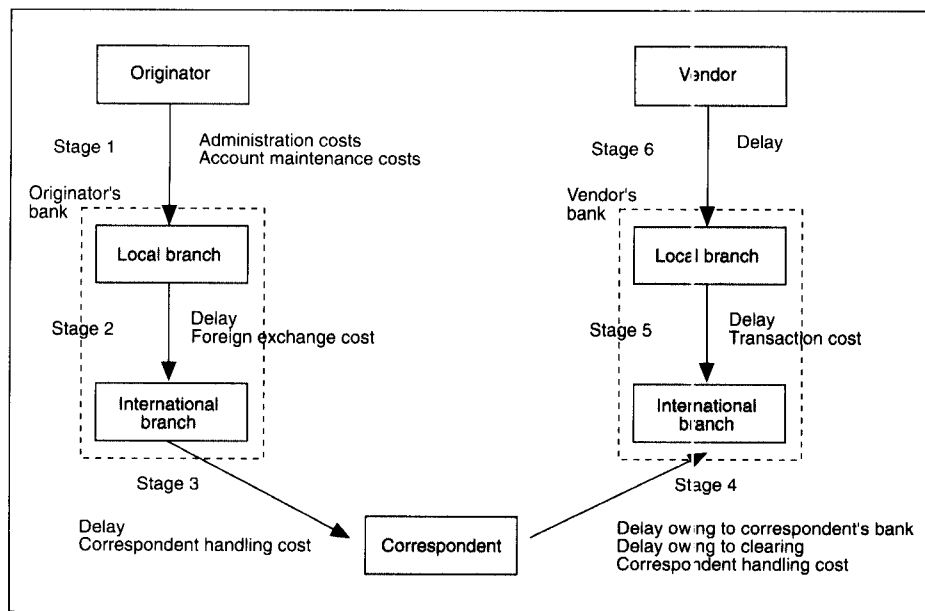 Originator
Stage 1
Administration costs
Account maintenance costs
Originator's
bank
Local branch
Stage 2
Delay
Foreign exchange cost
International
branch
Stage 3
Delay
Correspondent handling cost
Correspondent
Vendor
Stage 6
Delay
Vendor's
bank
Local branch
Stage 5
Delay
Transaction cost
International
branch
Stage 4
Delay owing to correspondent's bank
Delay owing to clearing
Correspondent handling cost